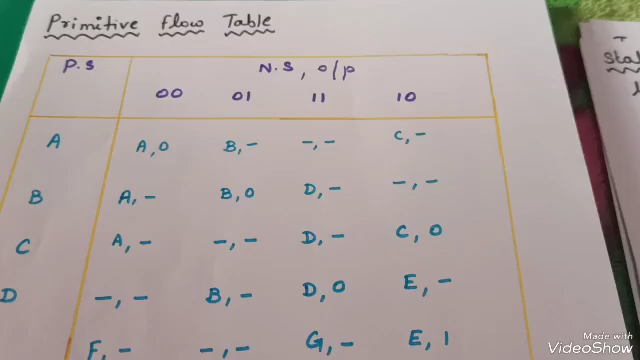 Primitive Flow Table
P.S N.S, o/p
00 01 11 10
A A, 0 B, - -, - C, -
B A, - B, 0 D, - -, -
C A, - -, - D, - C, 0
D -, - B, - D, 0 E, -
F, - -, - G, - E, 1
Made with
VideoShow